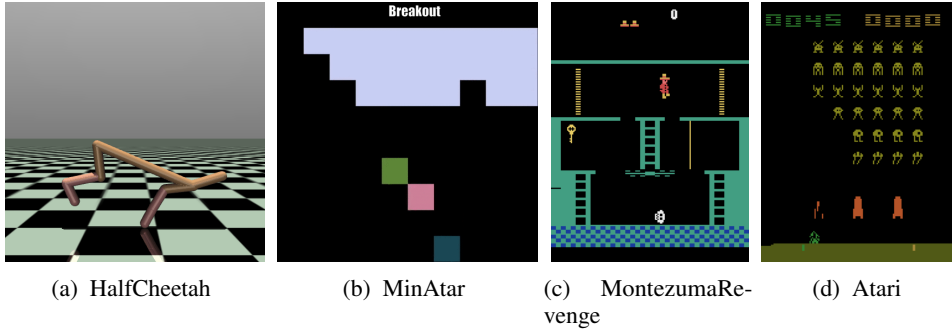 Breakout
0
0045 0000
(a) HalfCheetah
(b) MinAtar
(c) MontezumaRe-
venge
(d) Atari